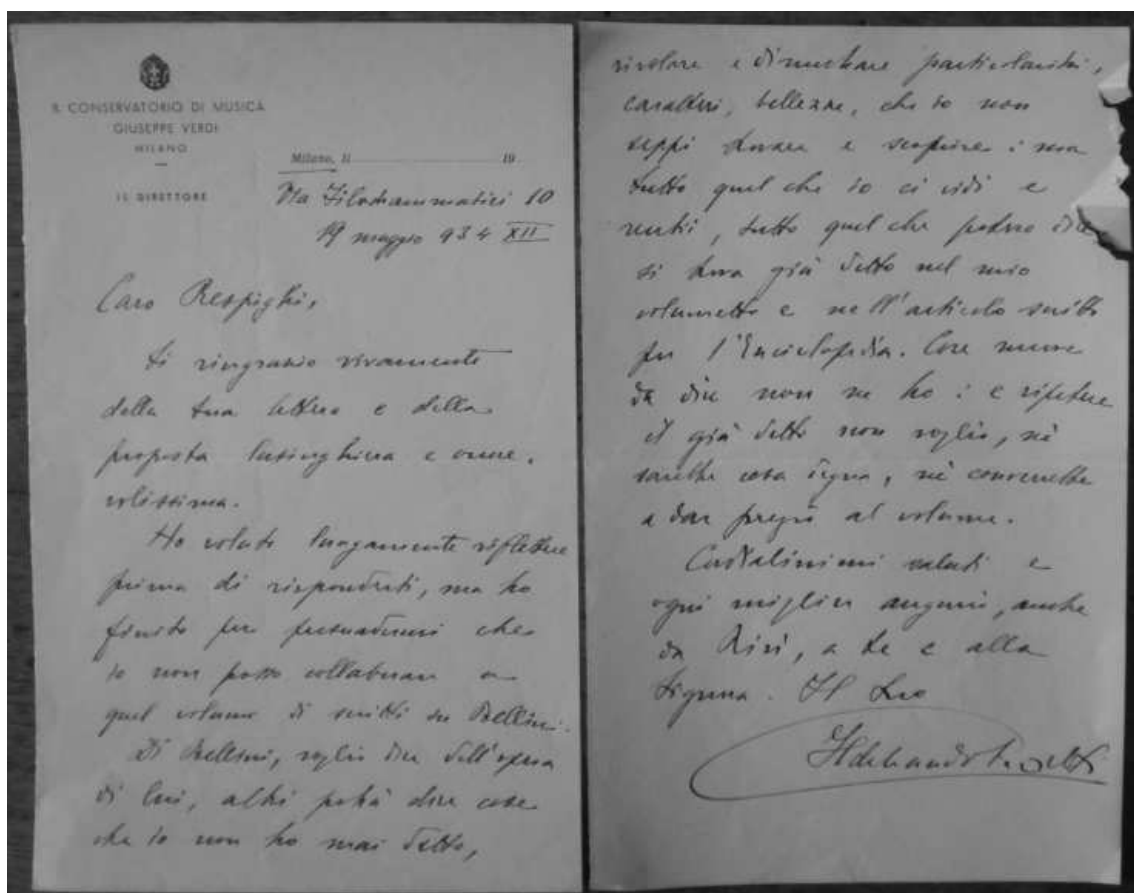 R. CONSERVATORIO DI MUSICA
GIUSEPPE VERDI
MILANO
IL DIRETTORE
Milano, li 19
Via Filodrammatici 10
19 maggio 934 XII
Caro Respighi,
ti ringrazio vivamente
della tua lettera e della
proposta lusinghiera e onore-
volissima.
Ho voluto lungamente riflettere
prima di risponderti, ma ho
finito per persuadermi che
io non posso collaborare a
quel volume di scritti su Bellini.
Di Bellini, voglio dire dell'opera
di lui, altri potrà dire cose
che io non ho mai detto,
rivelare e dimostrare particolarità,
caratteri, bellezze, che io non
seppi trovare e scoprire: ma
tutto quel che io ci vidi e
sentii, tutto quel che potevo dire
si trova già detto nel mio
volumetto e nell'articolo scritto
per l'Enciclopedia. Cose nuove
da dire non ne ho: e ripetere
il già detto non voglio, nè
sarebbe cosa degna, nè converrebbe
a dar pregio al volume.
Cordialissimi saluti e
ogni miglior augurio, anche
da Riri, a te e alla
Signora. Il tuo
Ildebrando Pizzetti